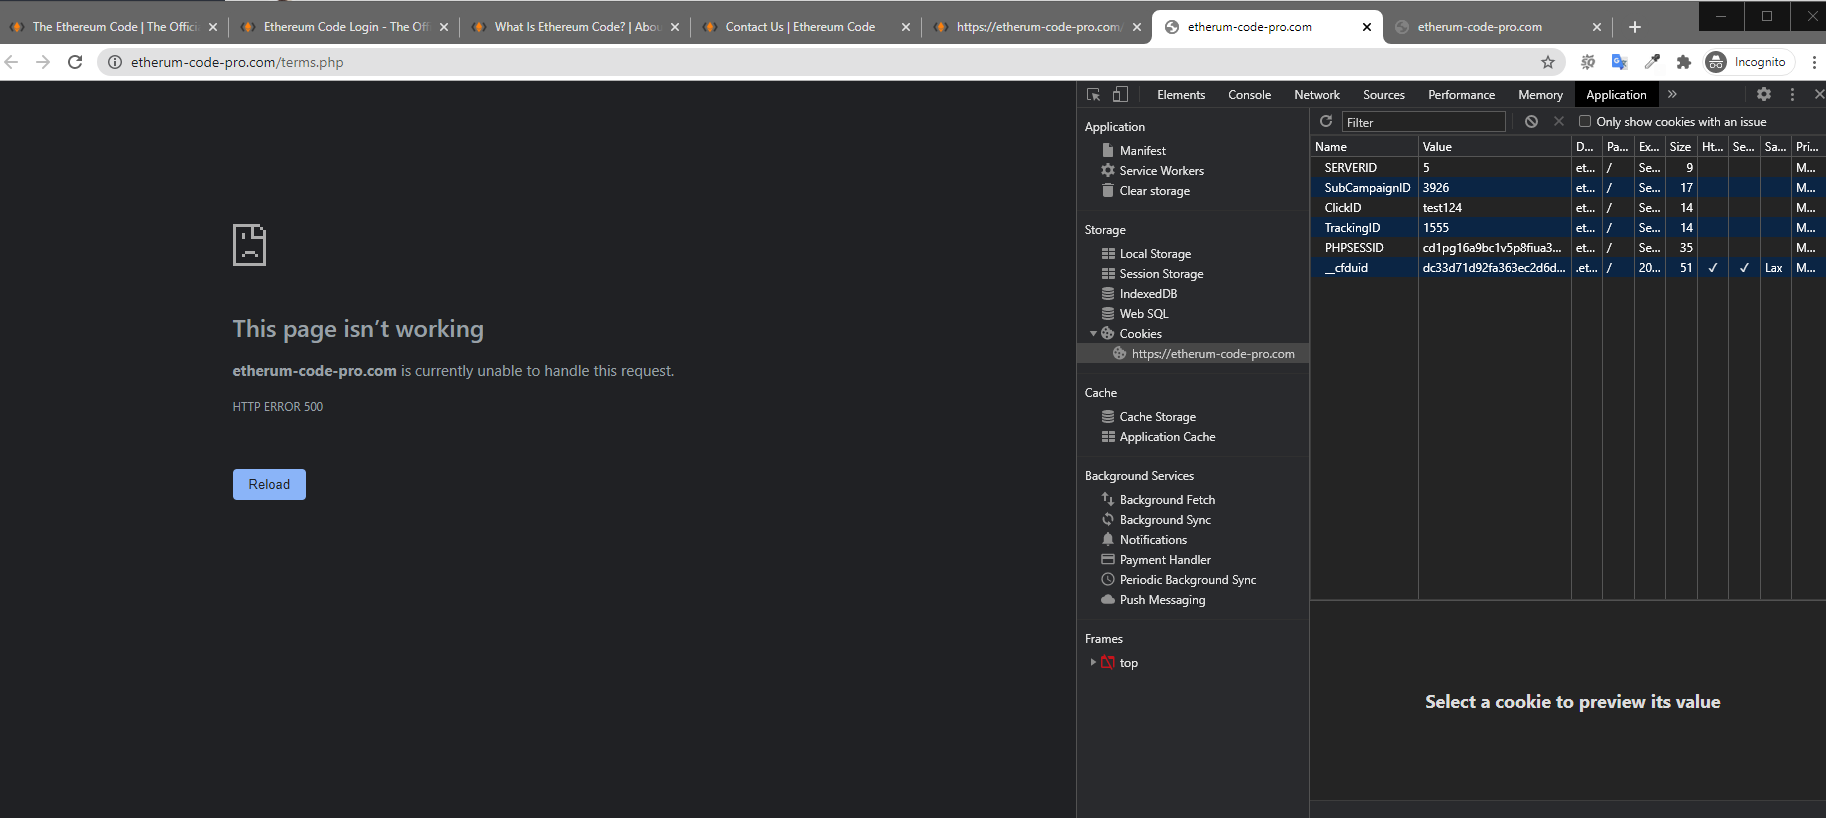 The Ethereum Code | The Offici
Ethereum Code Login - The Off
What Is Ethereum Code? | Abou
Contact Us | Ethereum Code
https://etherum-code-pro.com/
etherum-code-pro.com
etherum-code-pro.com
etherum-code-pro.com/terms.php
Incognito
Elements Console Network Sources Performance Memory Application
Application
Manifest
Service Workers
Clear storage
Storage
Local Storage
Session Storage
IndexedDB
Web SQL
Cookies
https://etherum-code-pro.com
Cache
Cache Storage
Application Cache
Background Services
Background Fetch
Background Sync
Notifications
Payment Handler
Periodic Background Sync
Push Messaging
Frames
top
Filter
Only show cookies with an issue
Name Value D... Pa... Ex... Size Ht... Se... Sa... Pri...
SERVERID 5 et... / Se... 9 M...
SubCampaignID 3926 et... / Se... 17 M...
ClickID test124 et... / Se... 14 M...
TrackingID 1555 et... / Se... 14 M...
PHPSESSID cd1pg16a9bc1v5p8fiua3... et... / Se... 35 M...
__cfduid dc33d71d92fa363ec2d6d... .et... / 20... 51 ✓ ✓ Lax M...
Select a cookie to preview its value
This page isn’t working
etherum-code-pro.com is currently unable to handle this request.
HTTP ERROR 500
Reload